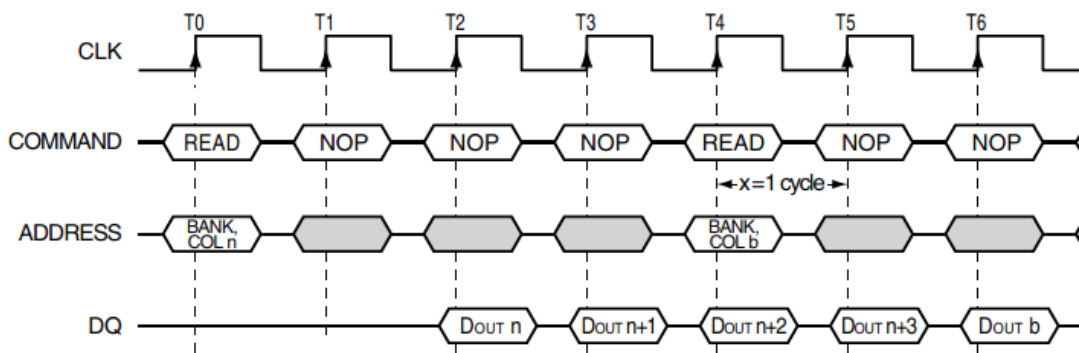 T0 T1 T2 T3 T4 T5 T6
CLK
COMMAND READ NOP NOP NOP READ NOP NOP
x=1 cycle
ADDRESS BANK, COL n BANK, COL b
DQ DOUT n DOUT n+1 DOUT n+2 DOUT n+3 DOUT b